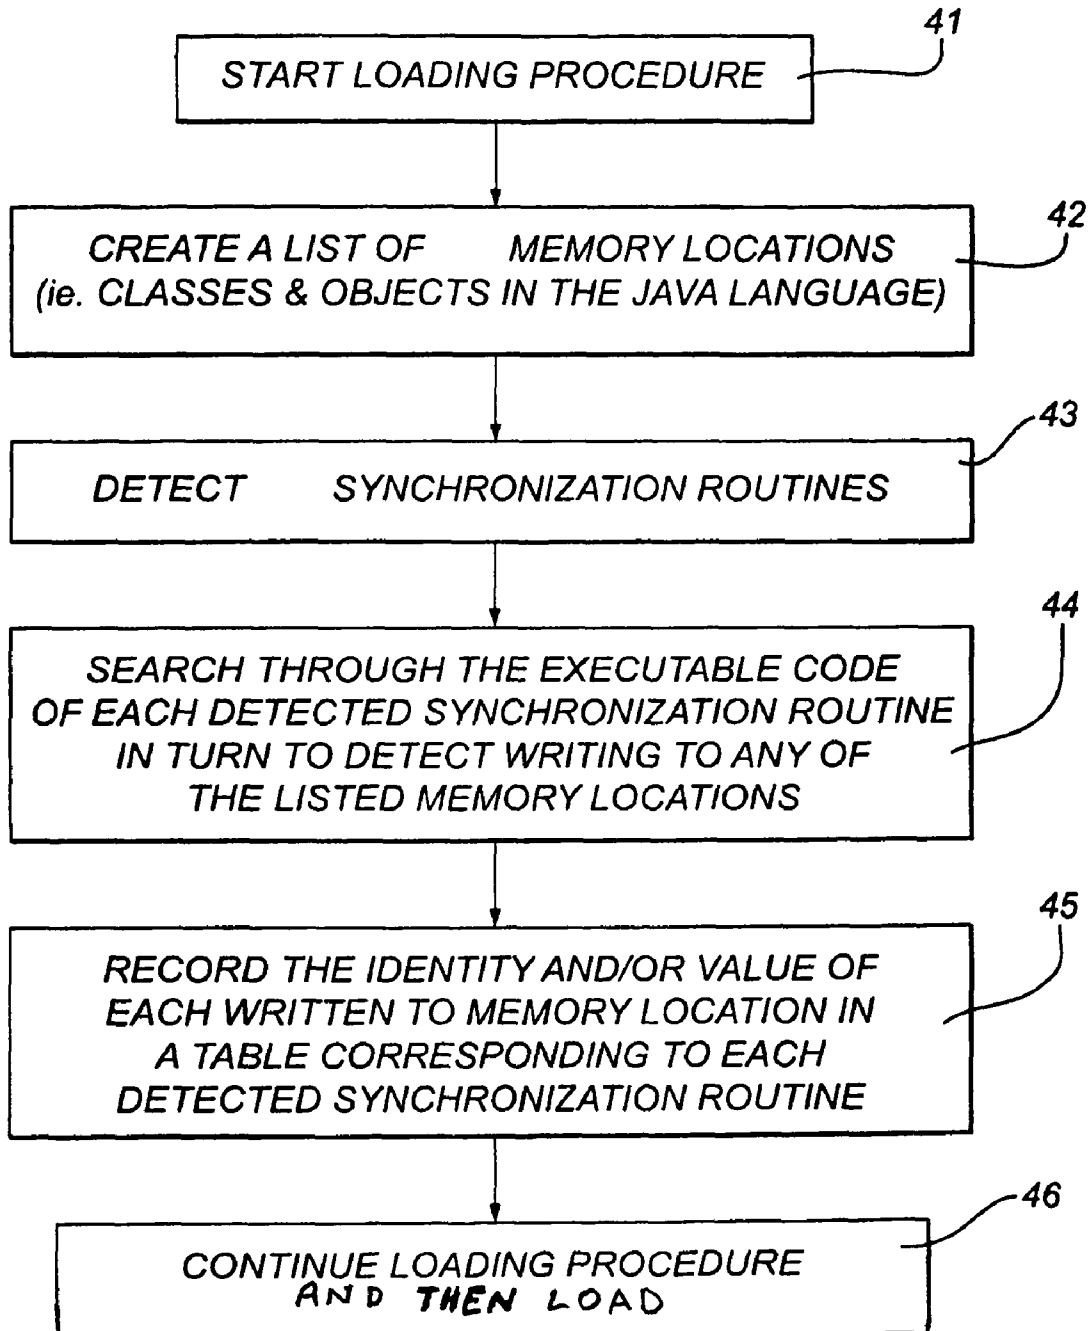 41
START LOADING PROCEDURE
42
CREATE A LIST OF MEMORY LOCATIONS
(ie. CLASSES & OBJECTS IN THE JAVA LANGUAGE)
43
DETECT SYNCHRONIZATION ROUTINES
44
SEARCH THROUGH THE EXECUTABLE CODE
OF EACH DETECTED SYNCHRONIZATION ROUTINE
IN TURN TO DETECT WRITING TO ANY OF
THE LISTED MEMORY LOCATIONS
45
RECORD THE IDENTITY AND/OR VALUE OF
EACH WRITTEN TO MEMORY LOCATION IN
A TABLE CORRESPONDING TO EACH
DETECTED SYNCHRONIZATION ROUTINE
46
CONTINUE LOADING PROCEDURE
AND THEN LOAD